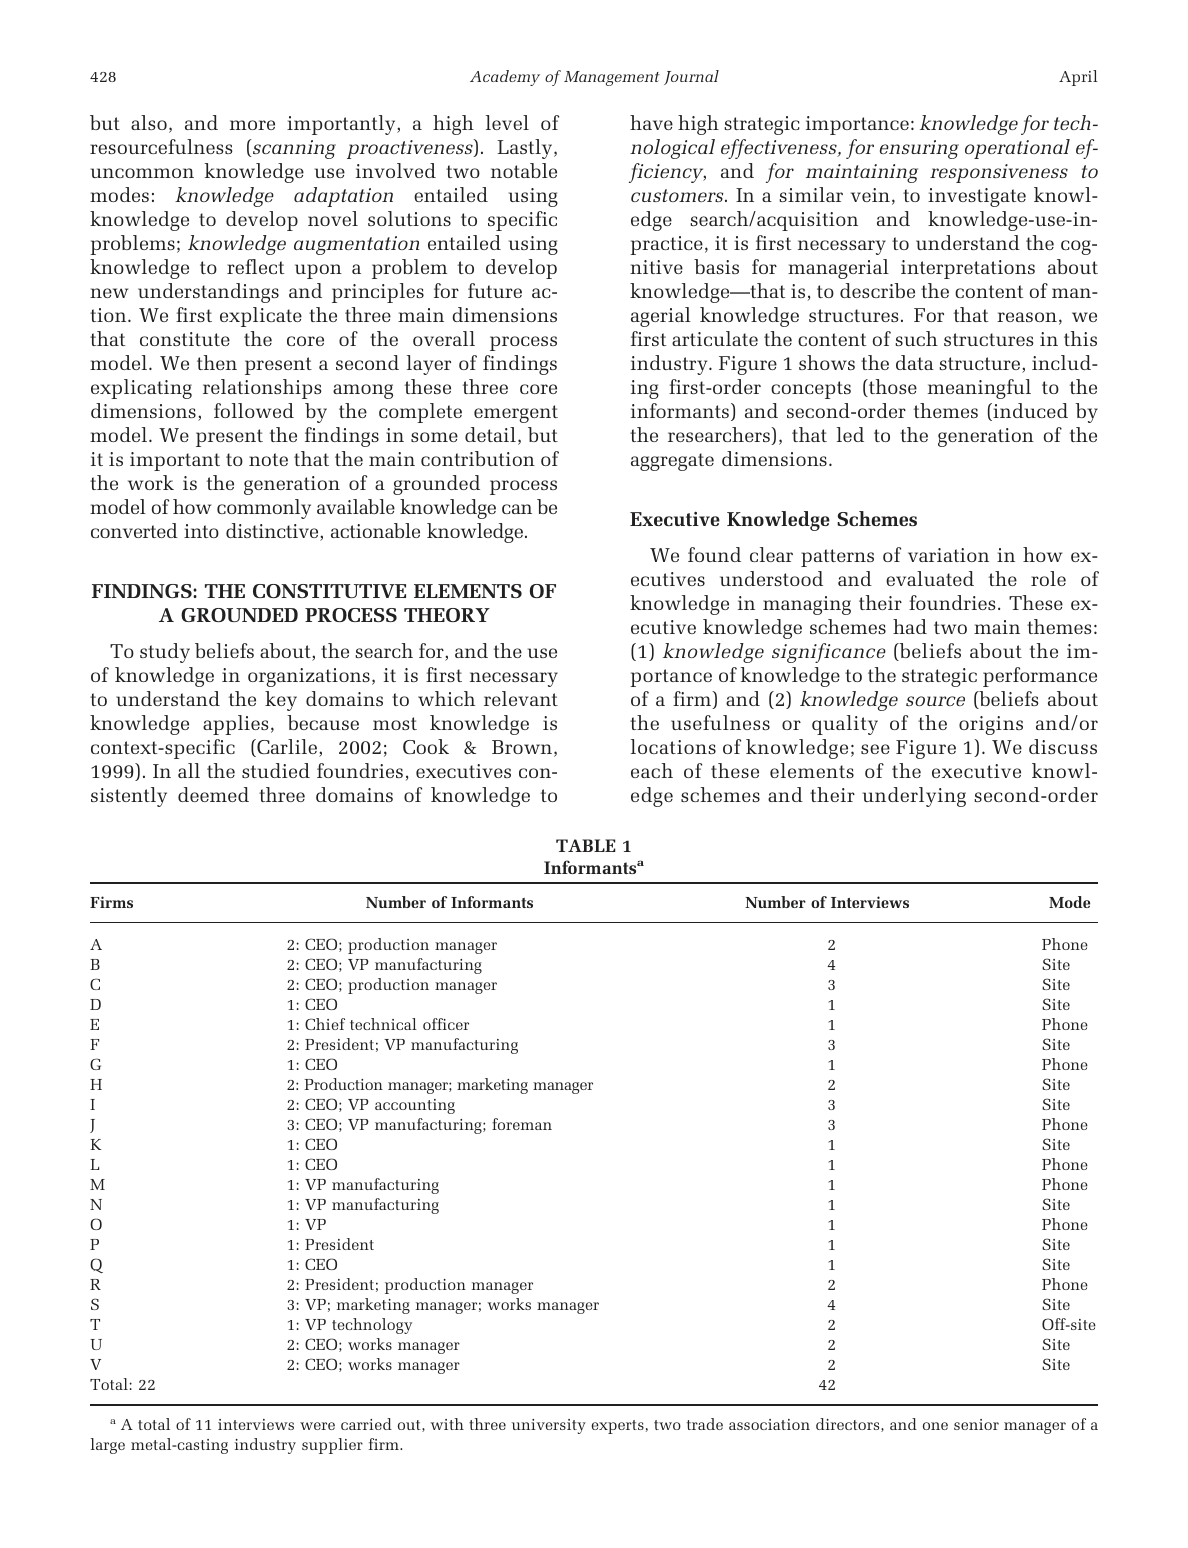 428
Academy of Management Journal
April
but also, and more importantly, a high level of
resourcefulness (scanning proactiveness). Lastly,
uncommon knowledge use involved two notable
modes: knowledge adaptation entailed using
knowledge to develop novel solutions to specific
problems; knowledge augmentation entailed using
knowledge to reflect upon a problem to develop
new understandings and principles for future ac-
tion. We first explicate the three main dimensions
that constitute the core of the overall process
model. We then present a second layer of findings
explicating relationships among these three core
dimensions, followed by the complete emergent
model. We present the findings in some detail, but
it is important to note that the main contribution of
the work is the generation of a grounded process
model of how commonly available knowledge can be
converted into distinctive, actionable knowledge.
FINDINGS: THE CONSTITUTIVE ELEMENTS OF
A GROUNDED PROCESS THEORY
To study beliefs about, the search for, and the use
of knowledge in organizations, it is first necessary
to understand the key domains to which relevant
knowledge applies, because most knowledge is
context-specific (Carlile, 2002; Cook & Brown,
1999). In all the studied foundries, executives con-
sistently deemed three domains of knowledge to
have high strategic importance: knowledge for tech-
nological effectiveness, for ensuring operational ef-
ficiency, and for maintaining responsiveness to
customers. In a similar vein, to investigate knowl-
edge search/acquisition and knowledge-use-in-
practice, it is first necessary to understand the cog-
nitive basis for managerial interpretations about
knowledge—that is, to describe the content of man-
agerial knowledge structures. For that reason, we
first articulate the content of such structures in this
industry. Figure 1 shows the data structure, includ-
ing first-order concepts (those meaningful to the
informants) and second-order themes (induced by
the researchers), that led to the generation of the
aggregate dimensions.
Executive Knowledge Schemes
We found clear patterns of variation in how ex-
ecutives understood and evaluated the role of
knowledge in managing their foundries. These ex-
ecutive knowledge schemes had two main themes:
(1) knowledge significance (beliefs about the im-
portance of knowledge to the strategic performance
of a firm) and (2) knowledge source (beliefs about
the usefulness or quality of the origins and/or
locations of knowledge; see Figure 1). We discuss
each of these elements of the executive knowl-
edge schemes and their underlying second-order
TABLE 1
Informantsᵃ
Firms Number of Informants Number of Interviews Mode
A 2: CEO; production manager 2 Phone
B 2: CEO; VP manufacturing 4 Site
C 2: CEO; production manager 3 Site
D 1: CEO 1 Site
E 1: Chief technical officer 1 Phone
F 2: President; VP manufacturing 3 Site
G 1: CEO 1 Phone
H 2: Production manager; marketing manager 2 Site
I 2: CEO; VP accounting 3 Site
J 3: CEO; VP manufacturing; foreman 3 Phone
K 1: CEO 1 Site
L 1: CEO 1 Phone
M 1: VP manufacturing 1 Phone
N 1: VP manufacturing 1 Site
O 1: VP 1 Phone
P 1: President 1 Site
Q 1: CEO 1 Site
R 2: President; production manager 2 Phone
S 3: VP; marketing manager; works manager 4 Site
T 1: VP technology 2 Off-site
U 2: CEO; works manager 2 Site
V 2: CEO; works manager 2 Site
Total: 22 42
ᵃ A total of 11 interviews were carried out, with three university experts, two trade association directors, and one senior manager of a
large metal-casting industry supplier firm.